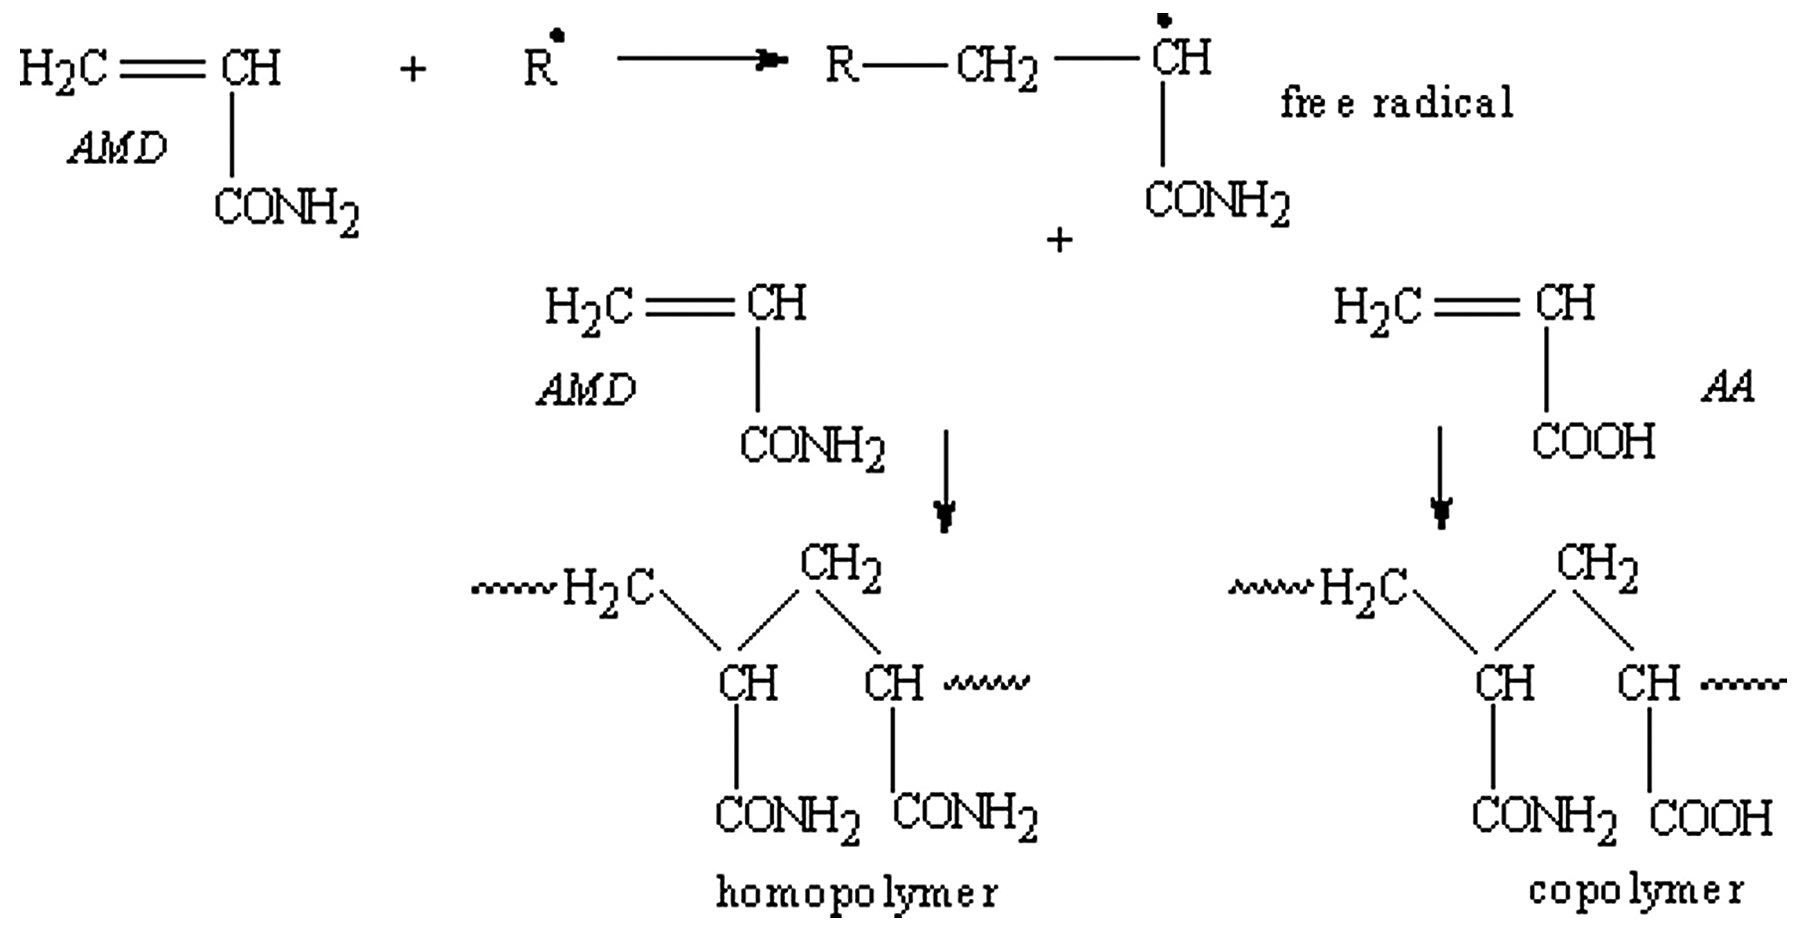 H2C CH + R• R CH2 •CH
free radical
AMD
CONH2 CONH2
+
H2C CH H2C CH
AMD AA
CONH2 COOH
H2C CH2 H2C CH2
CH CH CH CH
CONH2 CONH2 CONH2 COOH
homopolymer copolymer